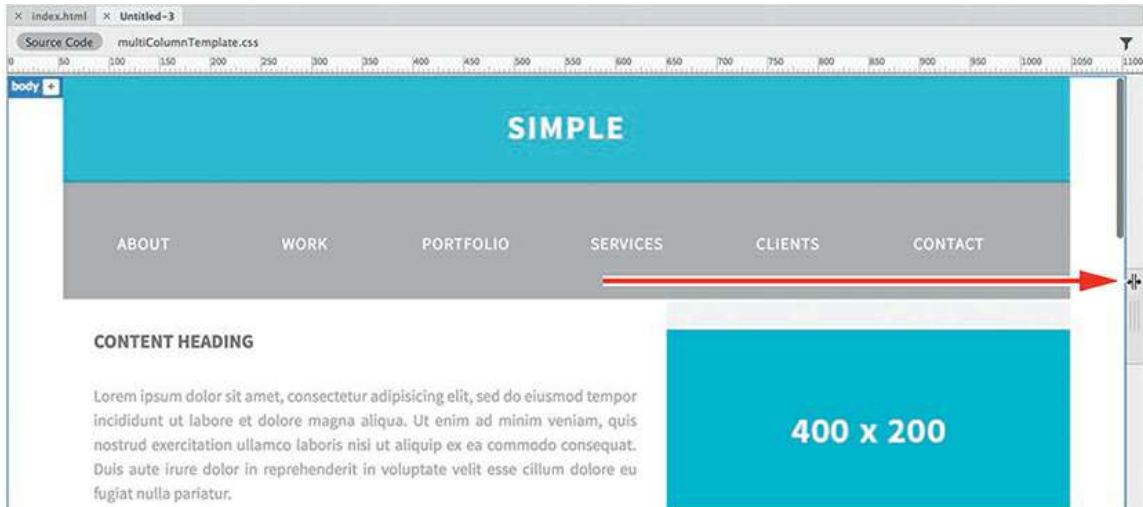 × index.html × Untitled-3
Source Code multiColumnTemplate.css
0 50 100 150 200 250 300 350 400 450 500 550 600 650 700 750 800 850 900 950 1000 1050 1100
body +
SIMPLE
ABOUT WORK PORTFOLIO SERVICES CLIENTS CONTACT
CONTENT HEADING
Lorem ipsum dolor sit amet, consectetur adipisicing elit, sed do eiusmod tempor
incididunt ut labore et dolore magna aliqua. Ut enim ad minim veniam, quis
nostrud exercitation ullamco laboris nisi ut aliquip ex ea commodo consequat.
Duis aute irure dolor in reprehenderit in voluptate velit esse cillum dolore eu
fugiat nulla pariatur.
400 x 200